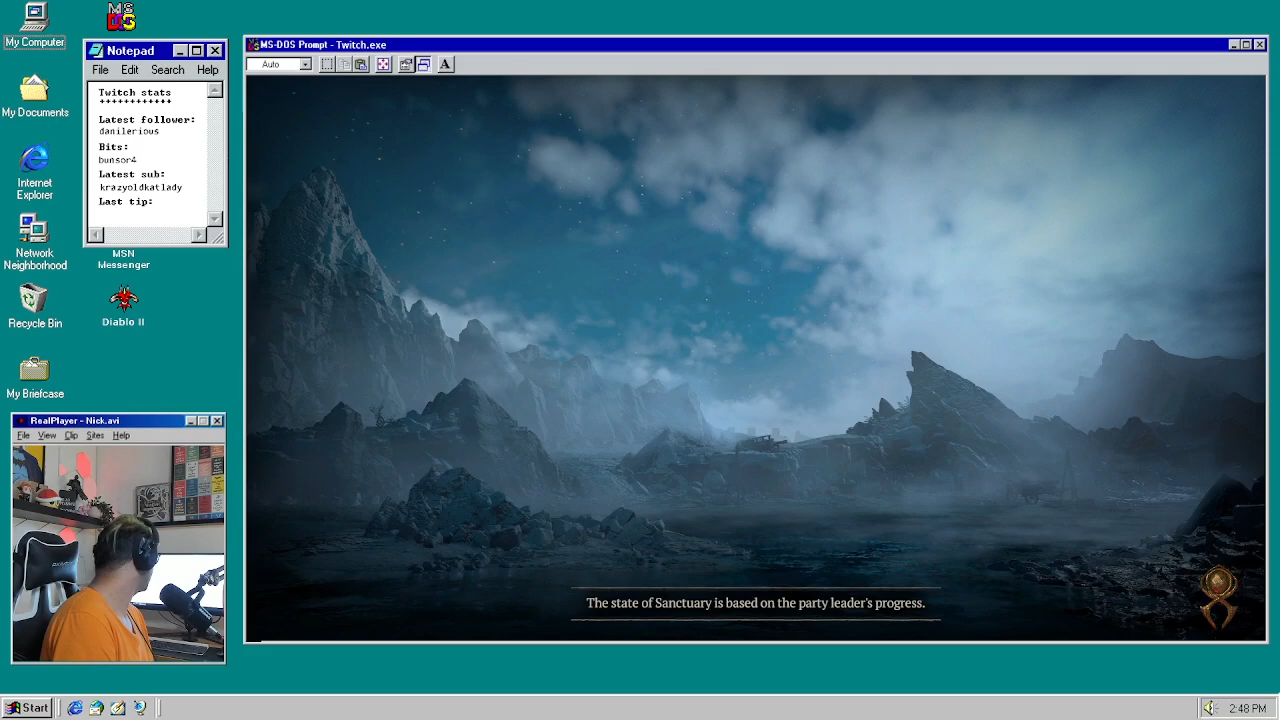 My Computer
My Documents
Internet
Explorer
Network
Neighborhood
Recycle Bin
My Briefcase
MS
DOS
MSN
Messenger
Diablo II
Notepad
File Edit Search Help
Twitch stats
++++++++++++
Latest follower:
danilerious
Bits:
bunsor4
Latest sub:
krazyoldkatlady
Last tip:
MS-DOS Prompt - Twitch.exe
Auto
A
The state of Sanctuary is based on the party leader's progress.
RealPlayer - Nick.avi
File View Clip Sites Help
Start
2:48 PM